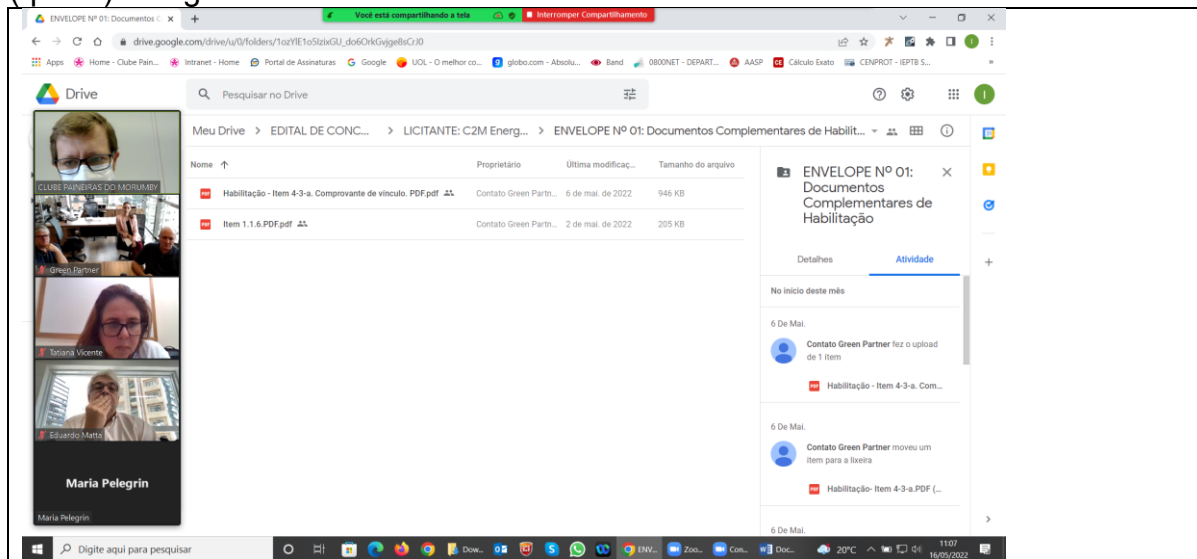 ENVELOPE Nº 01: Documentos C
Você está compartilhando a tela
Interromper Compartilhamento
drive.google.com/drive/u/0/folders/1ozYlE1o5lzixGU_do6OrkGvjge8sCrJ0
Apps
Home - Clube Pain...
Intranet - Home
Portal de Assinaturas
Google
UOL - O melhor co...
globo.com - Absolu...
Band
0800NET - DEPART...
AASP
Cálculo Exato
CENPROT - IEPTB S...
Drive
Pesquisar no Drive
Meu Drive > EDITAL DE CONC... > LICITANTE: C2M Energ... > ENVELOPE Nº 01: Documentos Complementares de Habilit...
Nome
Proprietário
Última modificaç...
Tamanho do arquivo
Habilitação - Item 4-3-a. Comprovante de vinculo. PDF.pdf
Contato Green Partn...
6 de mai. de 2022
946 KB
Item 1.1.6.PDF.pdf
Contato Green Partn...
2 de mai. de 2022
205 KB
ENVELOPE Nº 01:
Documentos
Complementares de
Habilitação
Detalhes
Atividade
No início deste mês
6 De Mai.
Contato Green Partner fez o upload
de 1 item
Habilitação - Item 4-3-a. Com...
6 De Mai.
Contato Green Partner moveu um
item para a lixeira
Habilitação- Item 4-3-a.PDF (...
6 De Mai.
CLUBE PAINEIRAS DO MORUMBY
Green Partner
Tatiana Vicente
Eduardo Matta
Maria Pelegrin
Maria Pelegrin
Digite aqui para pesquisar
Dow...
ENV...
Zoo...
Con...
Doc...
20°C
11:07
16/05/2022